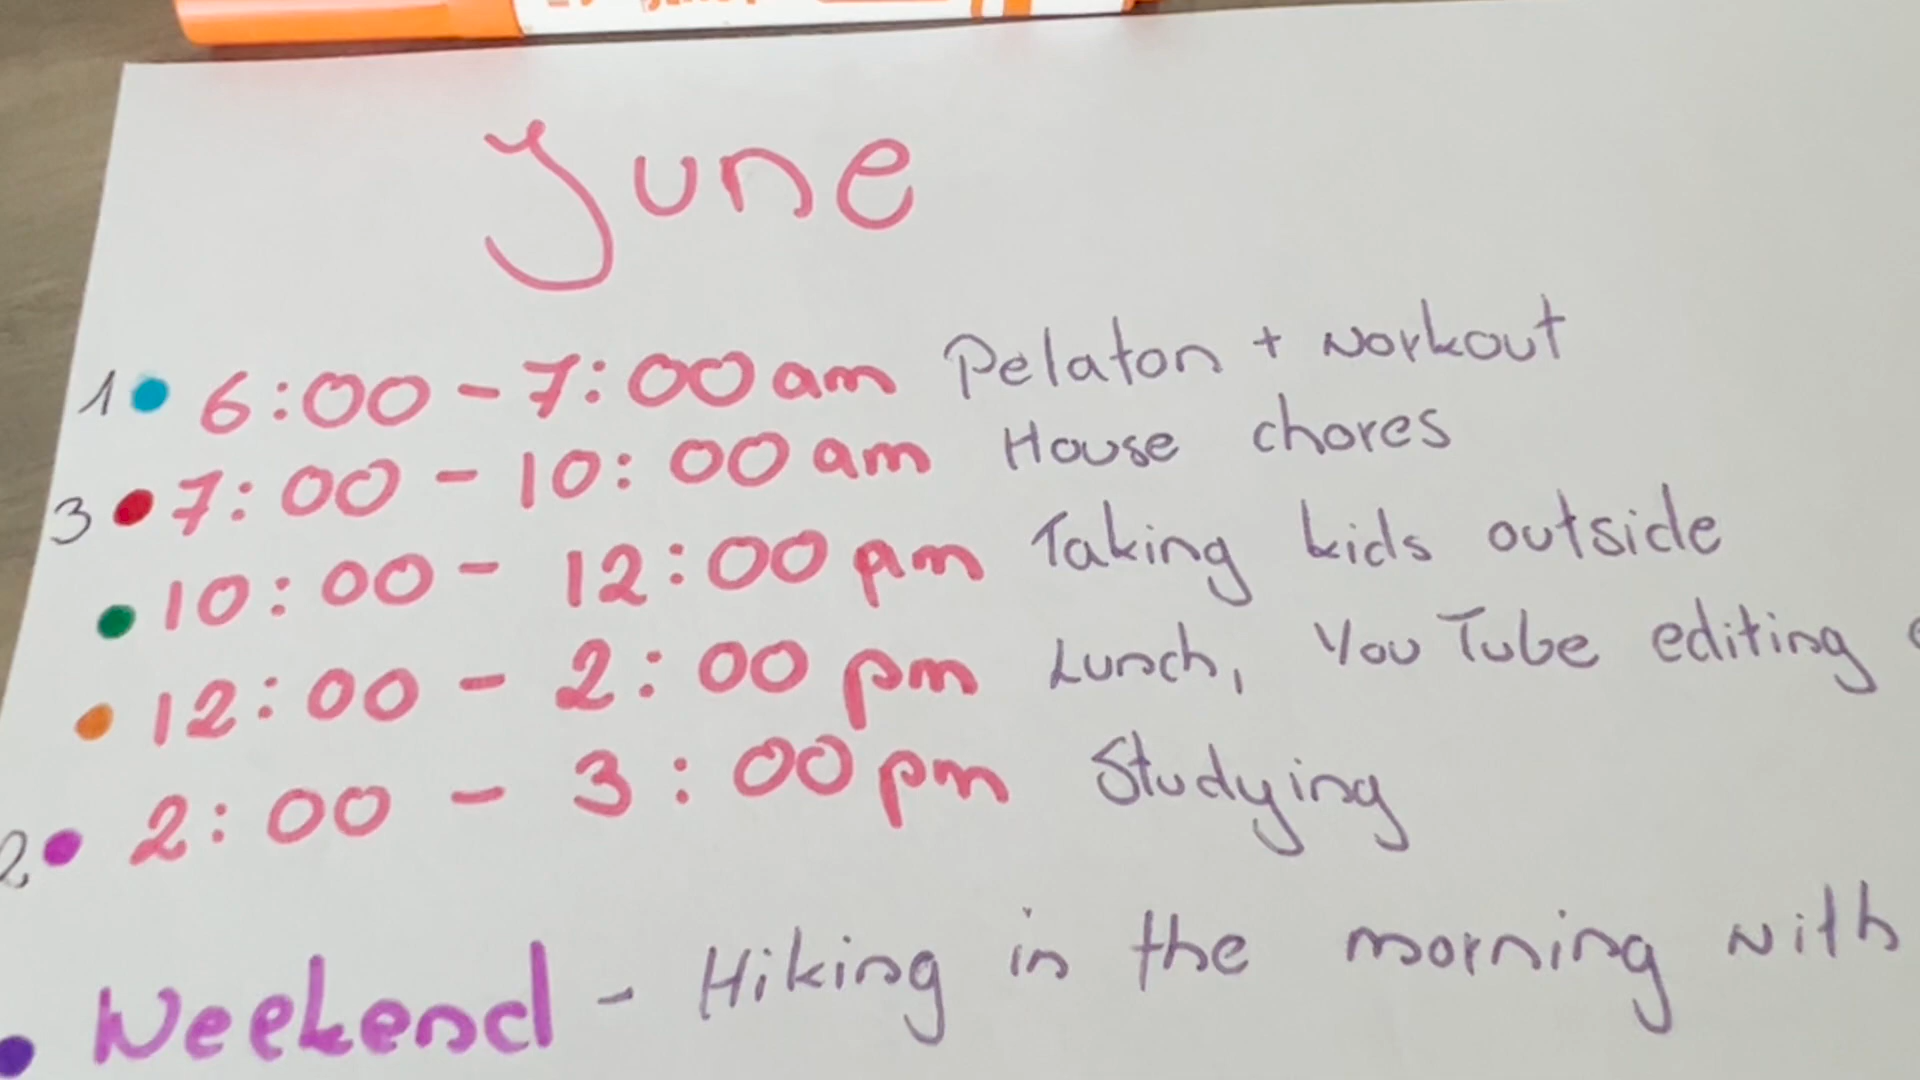 June
1 6:00 - 7:00 am Pelaton + workout
3 7:00 - 10:00 am House chores
10:00 - 12:00 pm Taking kids outside
12:00 - 2:00 pm Lunch, YouTube editing
2 2:00 - 3:00 pm Studying
Weekend - Hiking in the morning with